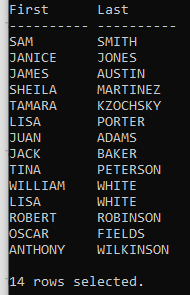 First      Last
---------- ----------
SAM        SMITH
JANICE     JONES
JAMES      AUSTIN
SHEILA     MARTINEZ
TAMARA     KZOCHSKY
LISA       PORTER
JUAN       ADAMS
JACK       BAKER
TINA       PETERSON
WILLIAM    WHITE
LISA       WHITE
ROBERT     ROBINSON
OSCAR      FIELDS
ANTHONY    WILKINSON
14 rows selected.